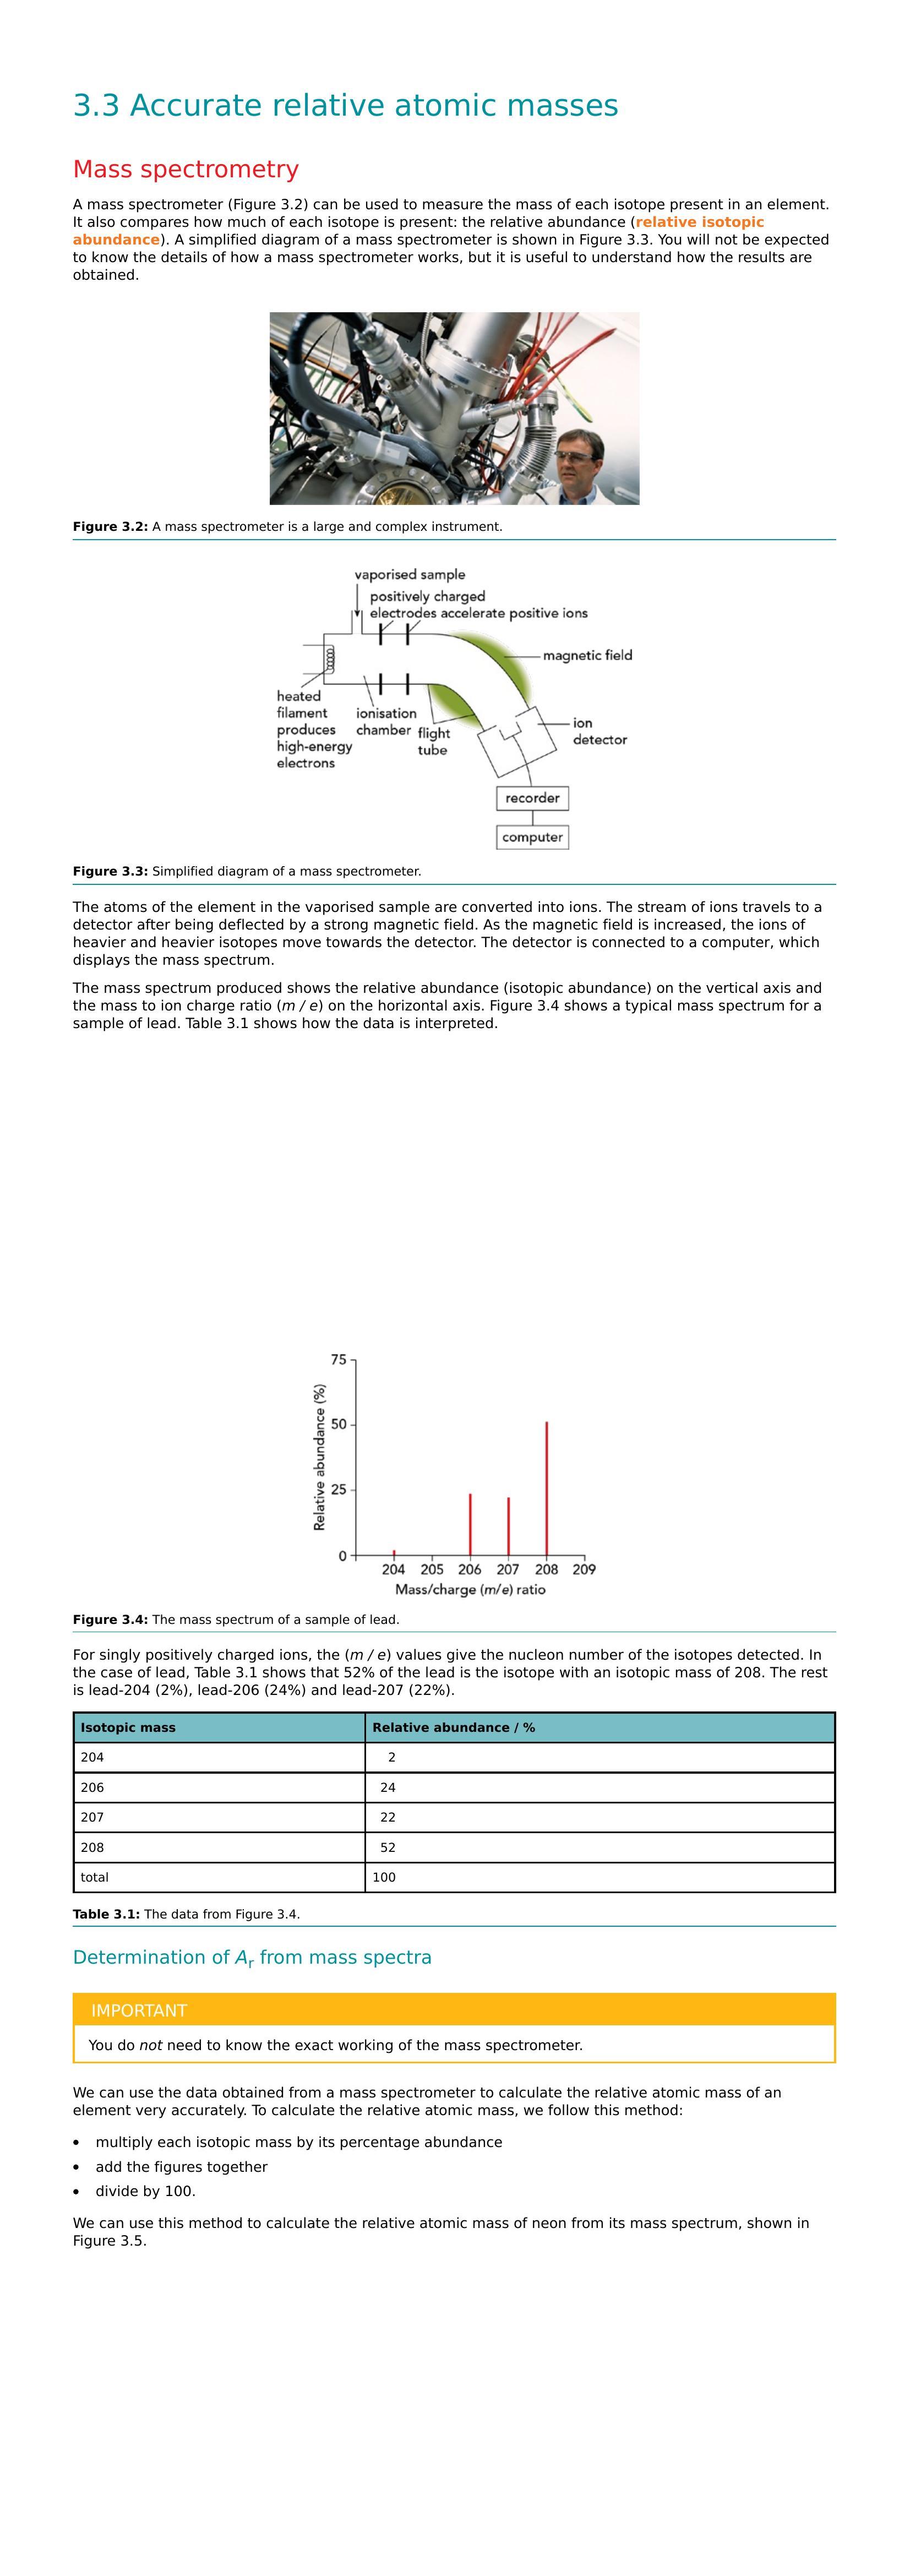 3.3 Accurate relative atomic masses
Mass spectrometry
A mass spectrometer (Figure 3.2) can be used to measure the mass of each isotope present in an element.
It also compares how much of each isotope is present: the relative abundance (relative isotopic
abundance). A simplified diagram of a mass spectrometer is shown in Figure 3.3. You will not be expected
to know the details of how a mass spectrometer works, but it is useful to understand how the results are
obtained.
Figure 3.2: A mass spectrometer is a large and complex instrument.
vaporised sample
positively charged
electrodes accelerate positive ions
magnetic field
heated
filament
produces
high-energy
electrons
ionisation
chamber
flight
tube
ion
detector
recorder
computer
Figure 3.3: Simplified diagram of a mass spectrometer.
The atoms of the element in the vaporised sample are converted into ions. The stream of ions travels to a
detector after being deflected by a strong magnetic field. As the magnetic field is increased, the ions of
heavier and heavier isotopes move towards the detector. The detector is connected to a computer, which
displays the mass spectrum.
The mass spectrum produced shows the relative abundance (isotopic abundance) on the vertical axis and
the mass to ion charge ratio (m / e) on the horizontal axis. Figure 3.4 shows a typical mass spectrum for a
sample of lead. Table 3.1 shows how the data is interpreted.
75
50
25
0
Relative abundance (%)
204 205 206 207 208 209
Mass/charge (m/e) ratio
Figure 3.4: The mass spectrum of a sample of lead.
For singly positively charged ions, the (m / e) values give the nucleon number of the isotopes detected. In
the case of lead, Table 3.1 shows that 52% of the lead is the isotope with an isotopic mass of 208. The rest
is lead-204 (2%), lead-206 (24%) and lead-207 (22%).
Isotopic mass Relative abundance / %
204 2
206 24
207 22
208 52
total 100
Table 3.1: The data from Figure 3.4.
Determination of Ar from mass spectra
IMPORTANT
You do not need to know the exact working of the mass spectrometer.
We can use the data obtained from a mass spectrometer to calculate the relative atomic mass of an
element very accurately. To calculate the relative atomic mass, we follow this method:
• multiply each isotopic mass by its percentage abundance
• add the figures together
• divide by 100.
We can use this method to calculate the relative atomic mass of neon from its mass spectrum, shown in
Figure 3.5.